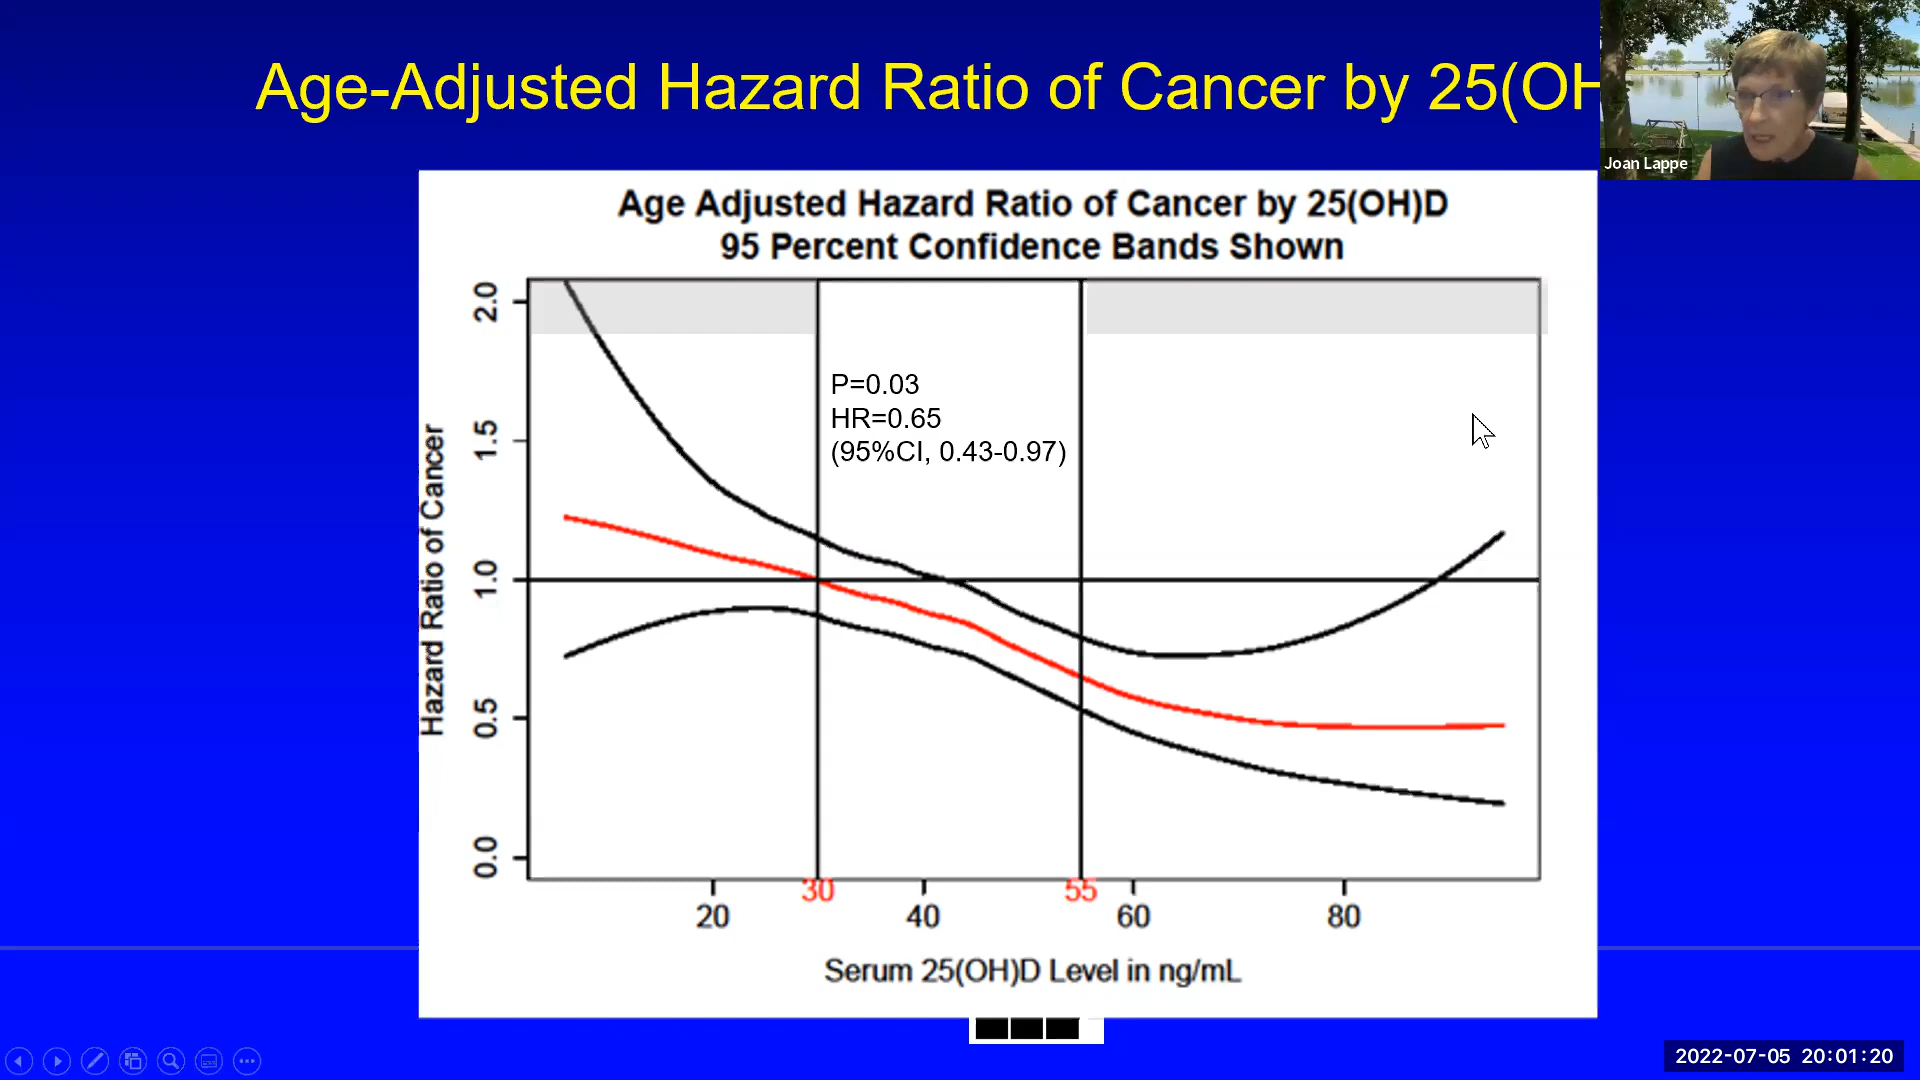 Age-Adjusted Hazard Ratio of Cancer by 25(OH
Joan Lappe
Age Adjusted Hazard Ratio of Cancer by 25(OH)D
95 Percent Confidence Bands Shown
P=0.03
HR=0.65
(95%CI, 0.43-0.97)
Hazard Ratio of Cancer
2.0
1.5
1.0
0.5
0.0
30
55
20
40
60
80
Serum 25(OH)D Level in ng/mL
2022-07-05 20:01:20